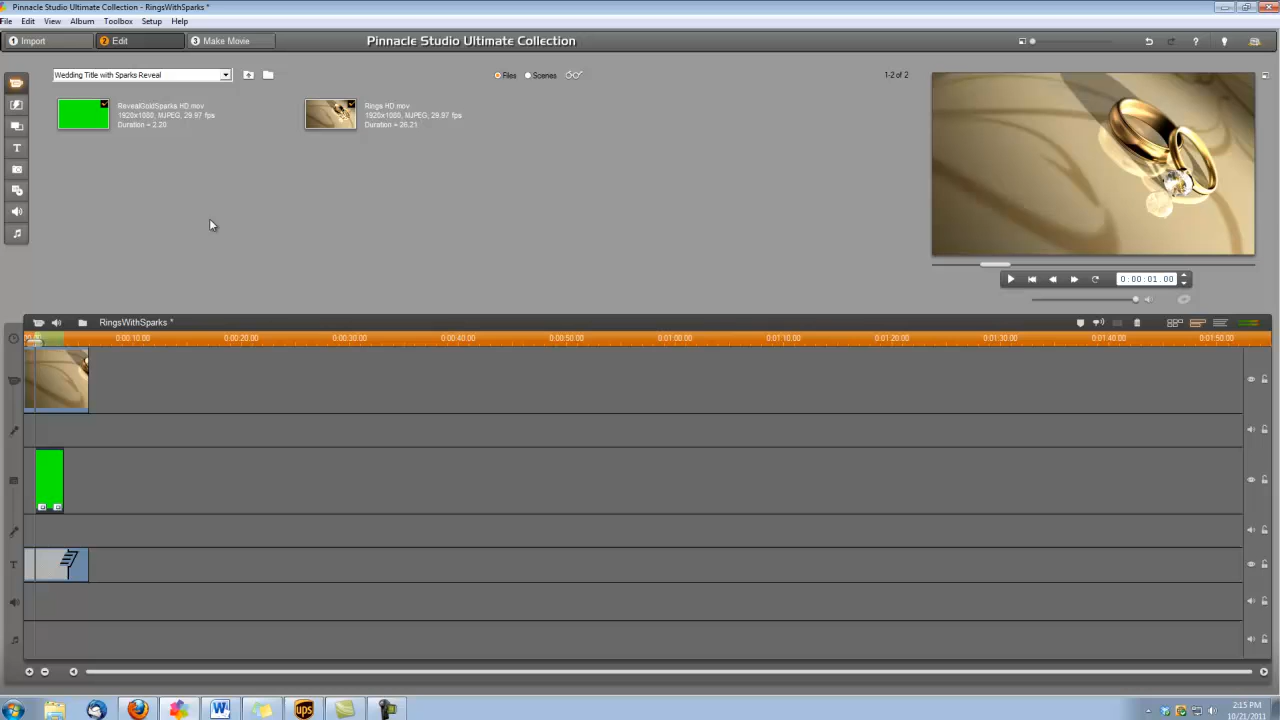 Pinnacle Studio Ultimate Collection - RingsWithSparks *
File Edit View Album Toolbox Setup Help
1 Import 2 Edit 3 Make Movie Pinnacle Studio Ultimate Collection ?
Wedding Title with Sparks Reveal Files Scenes 1-2 of 2
RevealGoldSparks HD.mov
1920x1080, MJPEG, 29.97 fps
Duration = 2.20
Rings HD.mov
1920x1080, MJPEG, 29.97 fps
Duration = 26.21
0:00:01.00
RingsWithSparks *
0:00:10.00 0:00:20.00 0:00:30.00 0:00:40.00 0:00:50.00 0:01:00.00 0:01:10.00 0:01:20.00 0:01:30.00 0:01:40.00 0:01:50.00
T
W ups 2:15 PM
10/21/2011